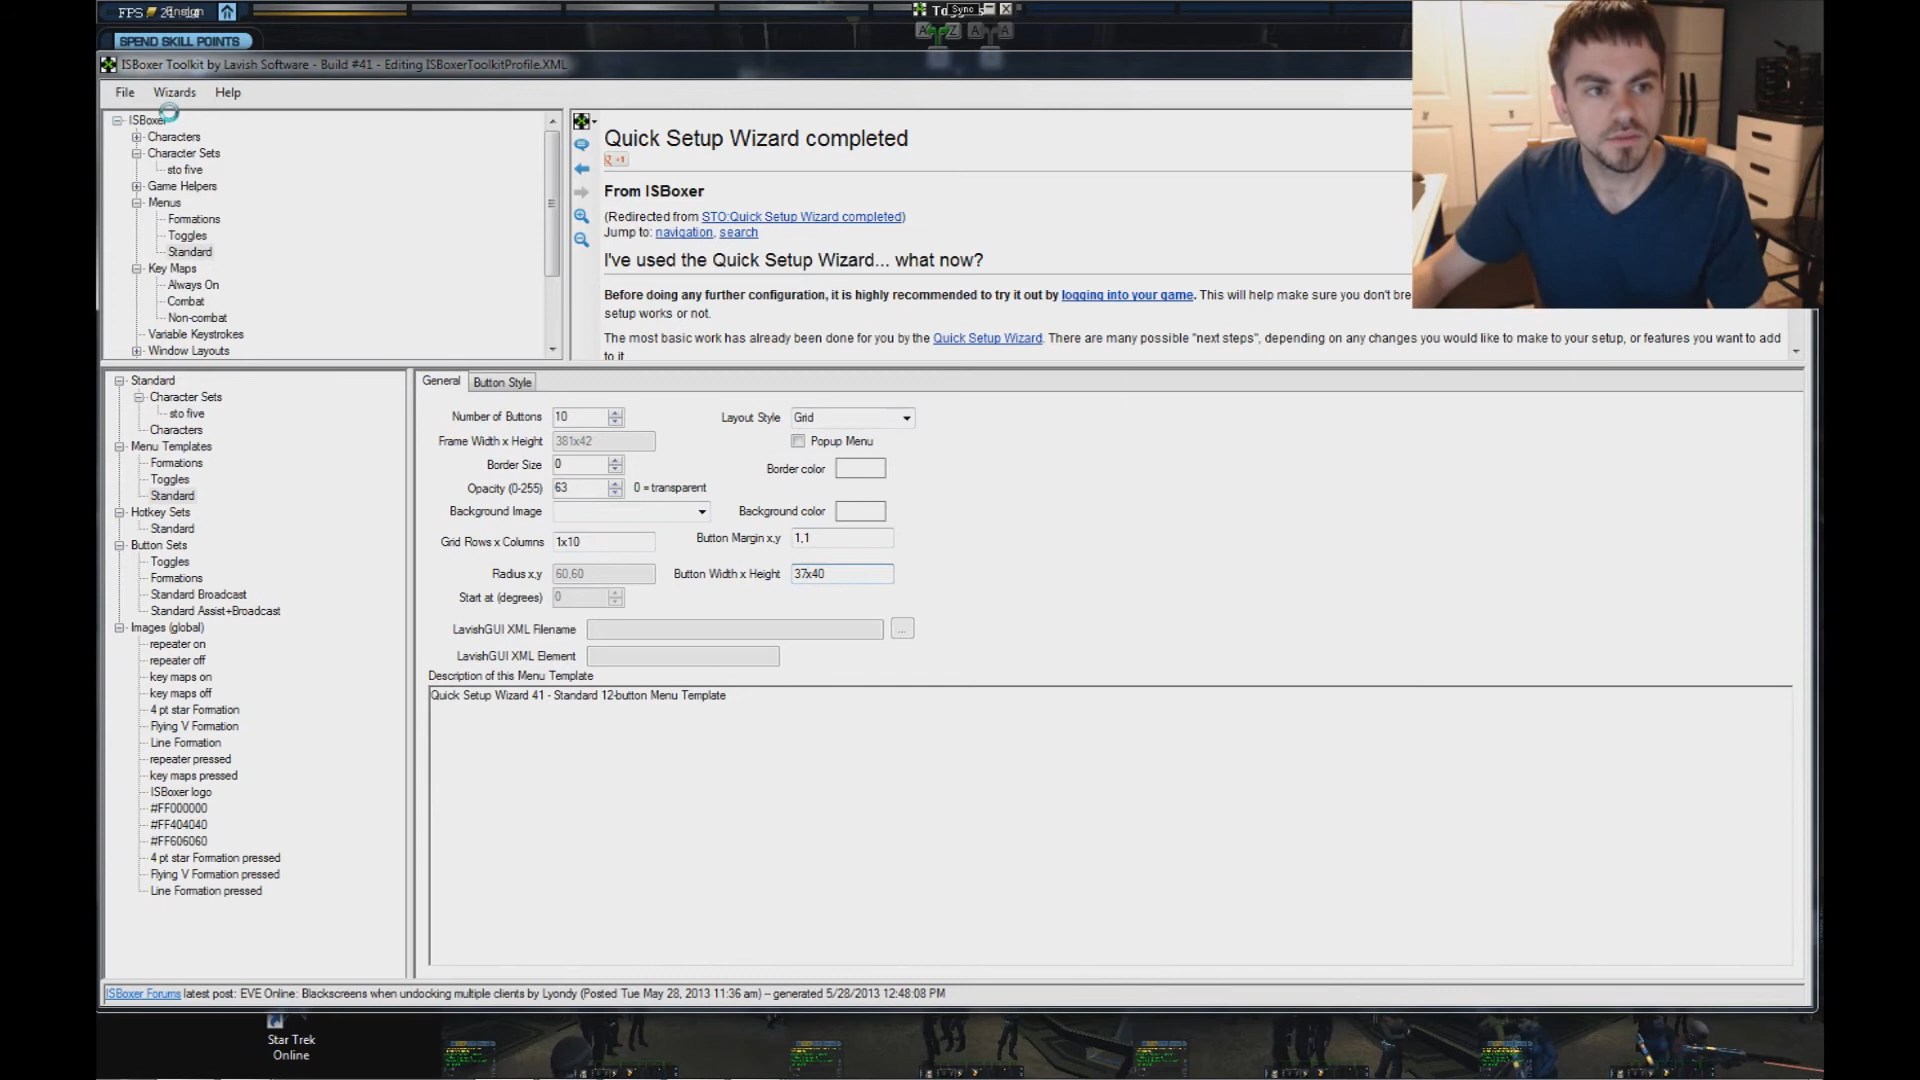 FPS
SPEND SKILL POINTS
Sync
ISBoxer Toolkit by Lavish Software - Build #41 - Editing ISBoxerToolkitProfile.XML
File Wizards Help
ISBoxer
Characters
Character Sets
sto five
Game Helpers
Menus
Formations
Toggles
Standard
Key Maps
Always On
Combat
Non-combat
Variable Keystrokes
Window Layouts
Quick Setup Wizard completed
+1
From ISBoxer
(Redirected from STO:Quick Setup Wizard completed)
Jump to: navigation, search
I've used the Quick Setup Wizard... what now?
Before doing any further configuration, it is highly recommended to try it out by logging into your game. This will help make sure you don't bre
setup works or not.
The most basic work has already been done for you by the Quick Setup Wizard. There are many possible "next steps", depending on any changes you would like to make to your setup, or features you want to add
to it
Standard
Character Sets
sto five
Characters
Menu Templates
Formations
Toggles
Standard
Hotkey Sets
Standard
Button Sets
Toggles
Formations
Standard Broadcast
Standard Assist+Broadcast
Images (global)
repeater on
repeater off
key maps on
key maps off
4 pt star Formation
Flying V Formation
Line Formation
repeater pressed
key maps pressed
ISBoxer logo
#FF000000
#FF404040
#FF606060
4 pt star Formation pressed
Flying V Formation pressed
Line Formation pressed
General Button Style
Number of Buttons 10 Layout Style Grid
Frame Width x Height 381x42 Popup Menu
Border Size 0 Border color
Opacity (0-255) 63 0 = transparent
Background Image Background color
Grid Rows x Columns 1x10 Button Margin x,y 1,1
Radius x,y 60,60 Button Width x Height 37x40
Start at (degrees) 0
LavishGUI XML Filename ...
LavishGUI XML Element
Description of this Menu Template
Quick Setup Wizard 41 - Standard 12-button Menu Template
ISBoxer Forums latest post: EVE Online: Blackscreens when undocking multiple clients by Lyondy (Posted Tue May 28, 2013 11:36 am) -- generated 5/28/2013 12:48:08 PM
Star Trek
Online